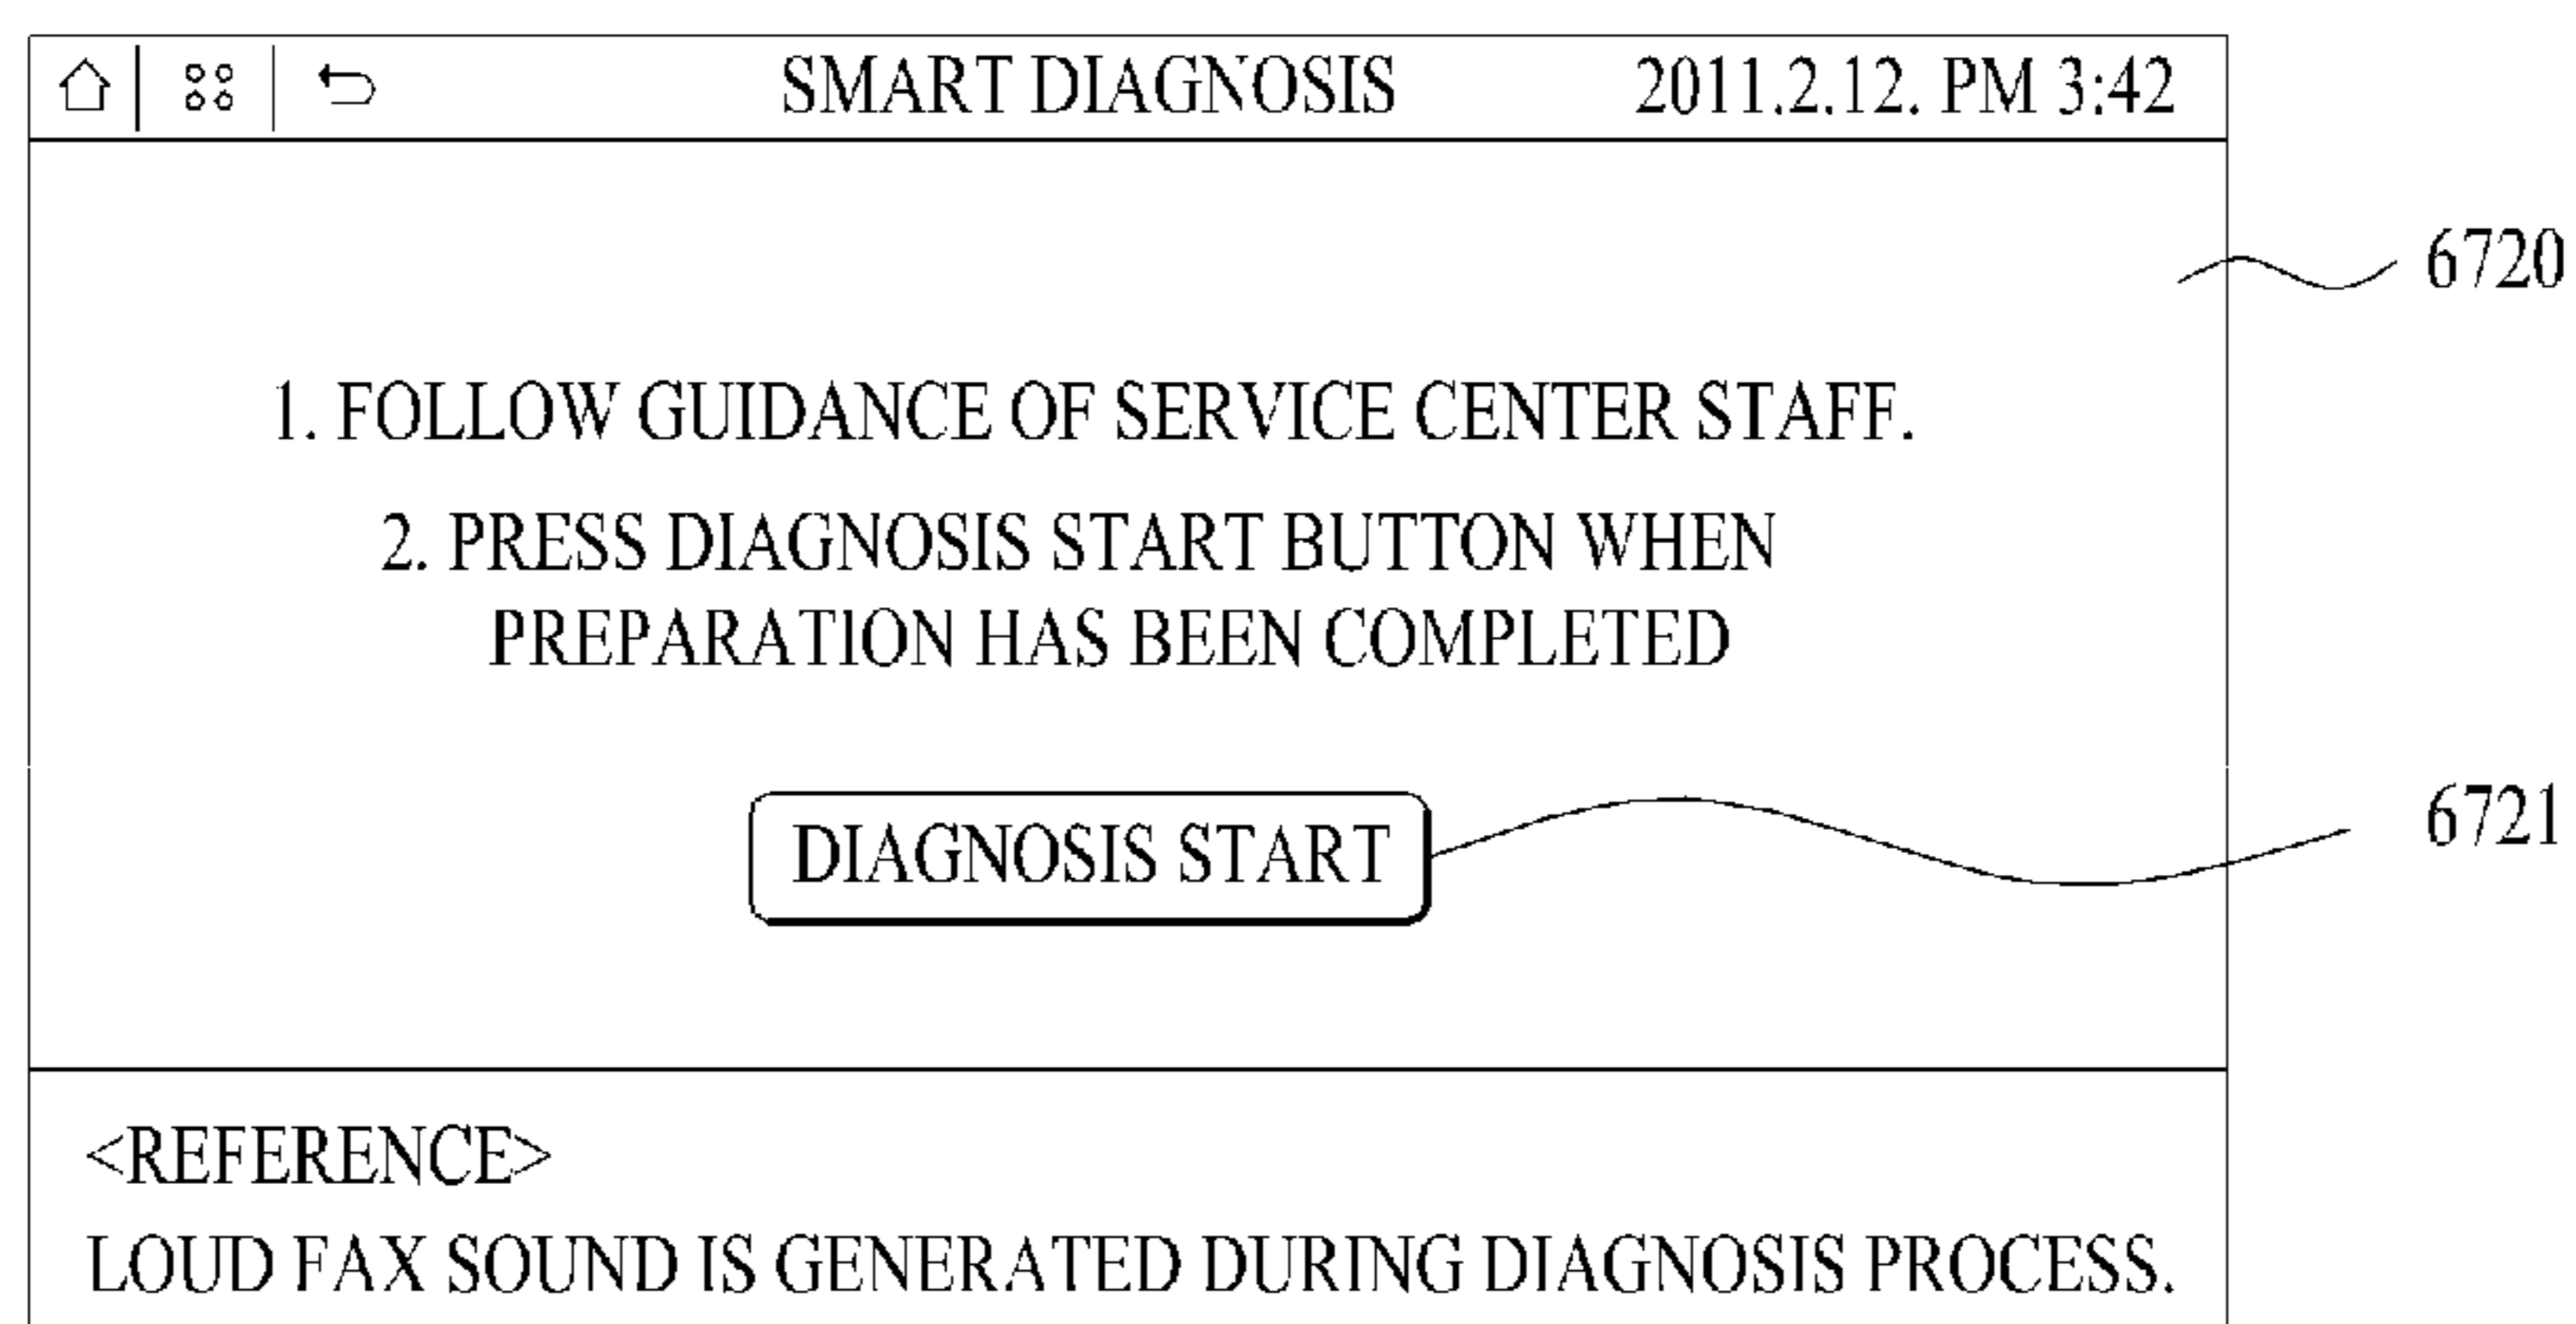 SMART DIAGNOSIS 2011.2.12. PM 3:42
6720
1. FOLLOW GUIDANCE OF SERVICE CENTER STAFF.
2. PRESS DIAGNOSIS START BUTTON WHEN
PREPARATION HAS BEEN COMPLETED
DIAGNOSIS START
6721
<REFERENCE>
LOUD FAX SOUND IS GENERATED DURING DIAGNOSIS PROCESS.